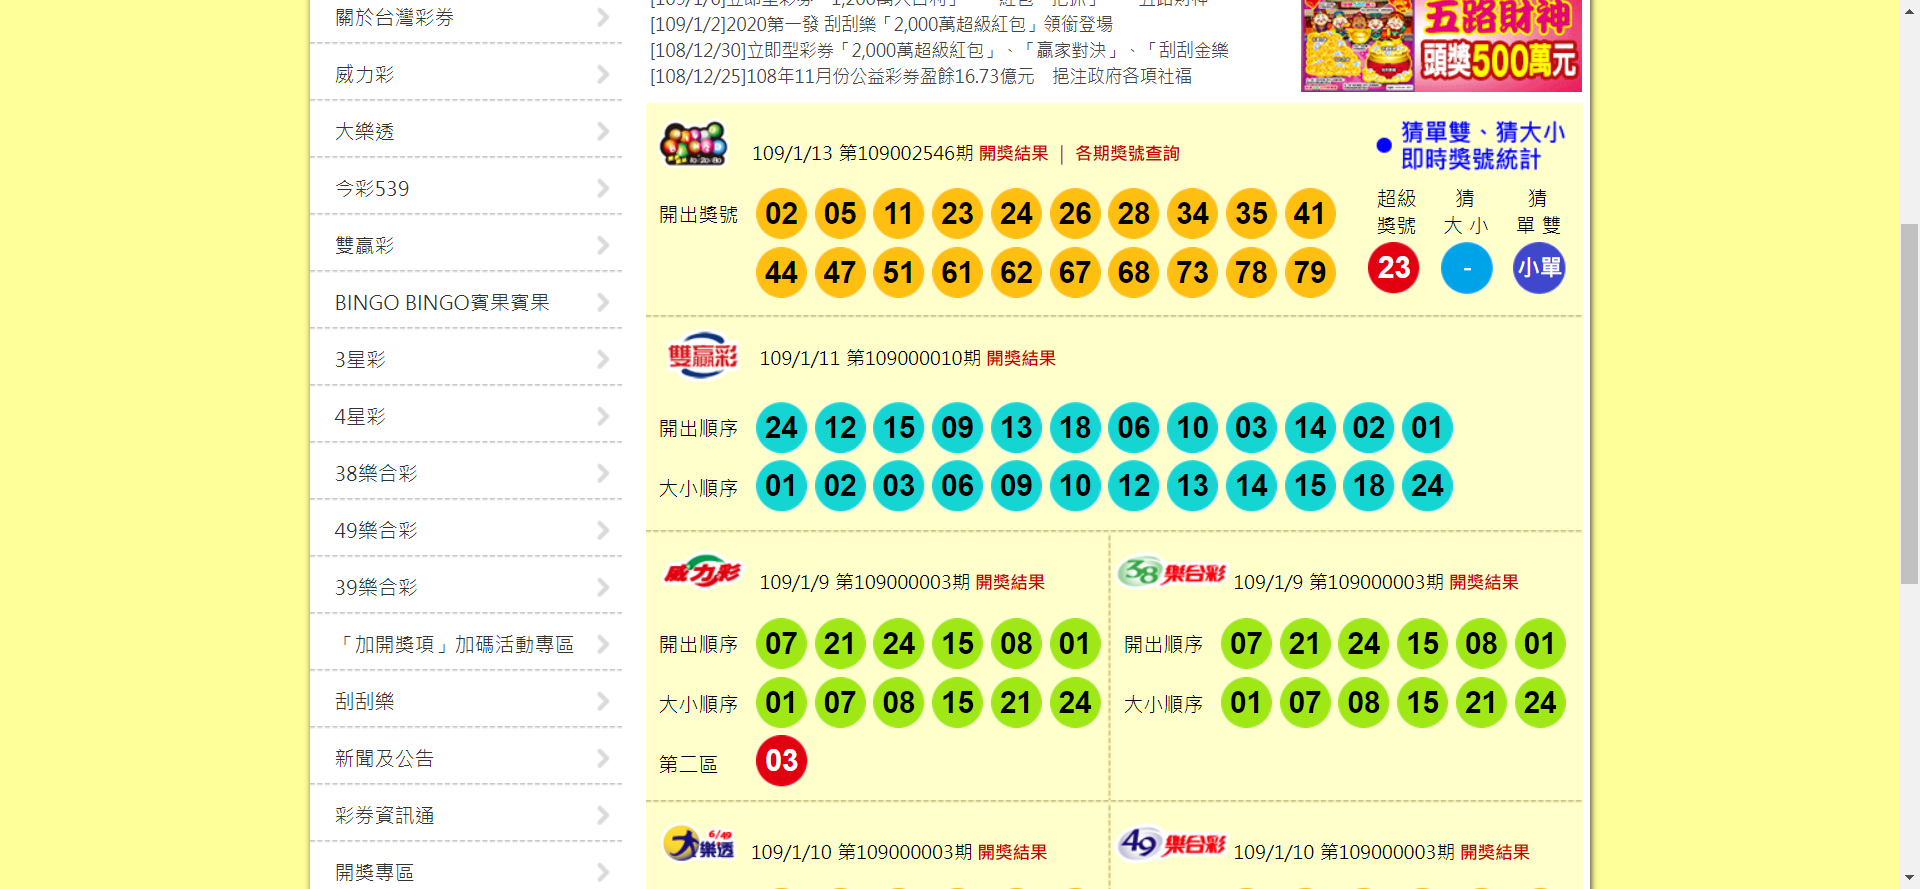 關於台灣彩券
威力彩
大樂透
今彩539
雙贏彩
BINGO BINGO賓果賓果
3星彩
4星彩
38樂合彩
49樂合彩
39樂合彩
「加開獎項」加碼活動專區
刮刮樂
新聞及公告
彩券資訊通
開獎專區
[109/1/2]2020第一發 刮刮樂「2,000萬超級紅包」領銜登場
[108/12/30]立即型彩券「2,000萬超級紅包」、「贏家對決」、「刮刮金樂
[108/12/25]108年11月份公益彩券盈餘16.73億元 挹注政府各項社福
五路財神
頭獎500萬元
109/1/13 第109002546期 開獎結果 | 各期獎號查詢
猜單雙、猜大小
即時獎號統計
開出獎號 02 05 11 23 24 26 28 34 35 41
44 47 51 61 62 67 68 73 78 79
超級獎號 猜大小 猜單雙
23 - 小單
雙贏彩 109/1/11 第109000010期 開獎結果
開出順序 24 12 15 09 13 18 06 10 03 14 02 01
大小順序 01 02 03 06 09 10 12 13 14 15 18 24
威力彩 109/1/9 第109000003期 開獎結果
開出順序 07 21 24 15 08 01
大小順序 01 07 08 15 21 24
第二區 03
38樂合彩 109/1/9 第109000003期 開獎結果
開出順序 07 21 24 15 08 01
大小順序 01 07 08 15 21 24
大樂透 6/49 109/1/10 第109000003期 開獎結果
49樂合彩 109/1/10 第109000003期 開獎結果